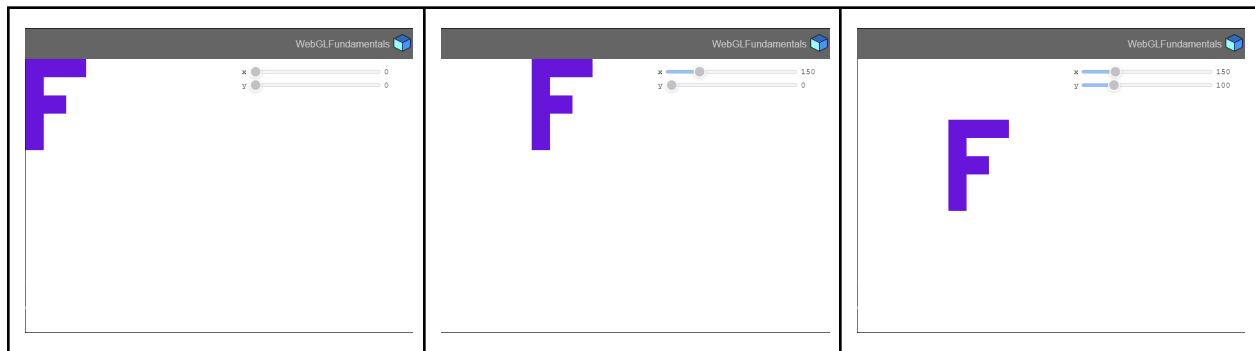 WebGLFundamentals
x 0
y 0
F
WebGLFundamentals
x 150
y 0
F
WebGLFundamentals
x 150
y 100
F